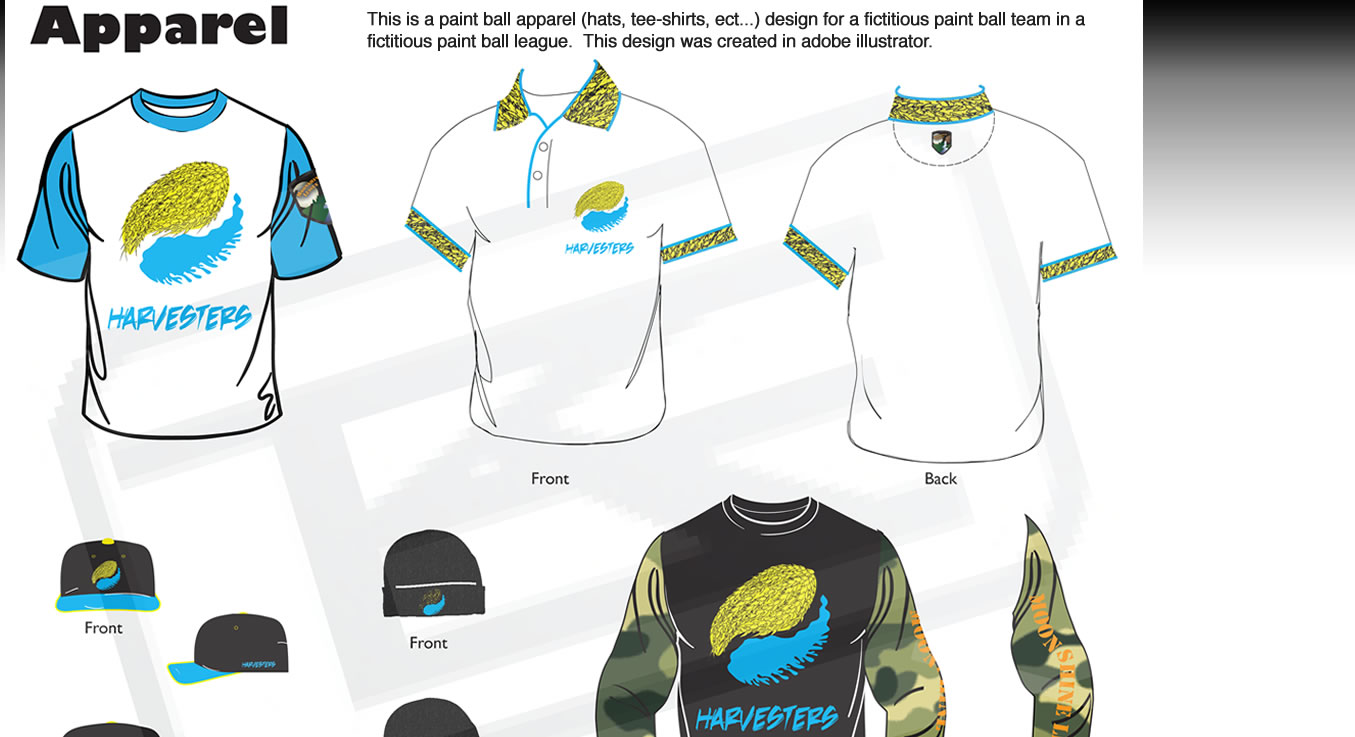 Apparel
This is a paint ball apparel (hats, tee-shirts, ect...) design for a fictitious paint ball team in a
fictitious paint ball league.  This design was created in adobe illustrator.
HARVESTERS
HARVESTERS
Front
Back
Front
HARVESTERS
Front
HARVESTERS
MOON
MOON SHINE